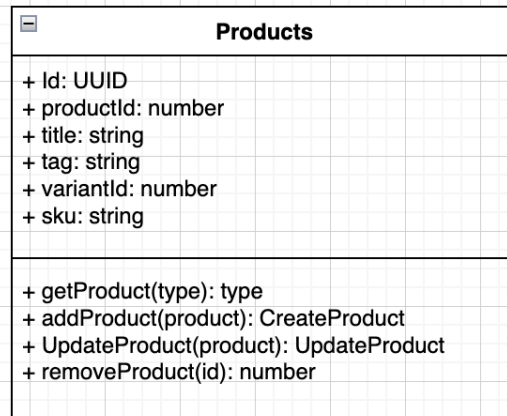 Products
+ Id: UUID
+ productId: number
+ title: string
+ tag: string
+ variantId: number
+ sku: string
+ getProduct(type): type
+ addProduct(product): CreateProduct
+ UpdateProduct(product): UpdateProduct
+ removeProduct(id): number